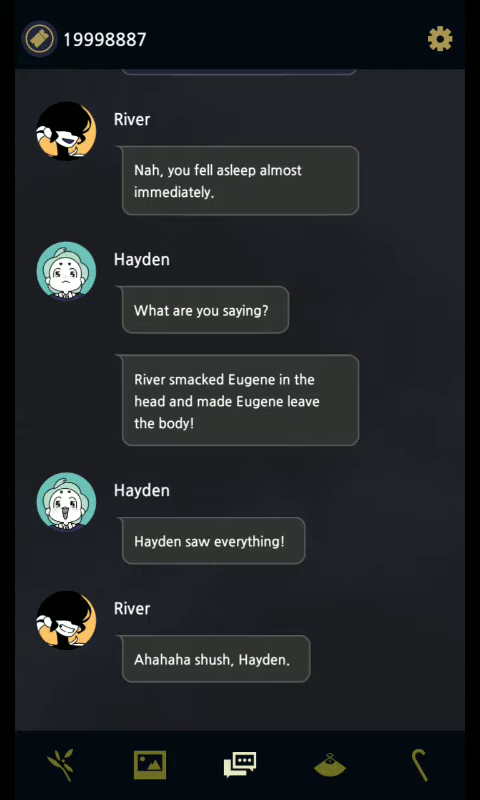 19998887
River
Nah, you fell asleep almost
immediately.
Hayden
What are you saying?
River smacked Eugene in the
head and made Eugene leave
the body!
Hayden
Hayden saw everything!
River
Ahahaha shush, Hayden.